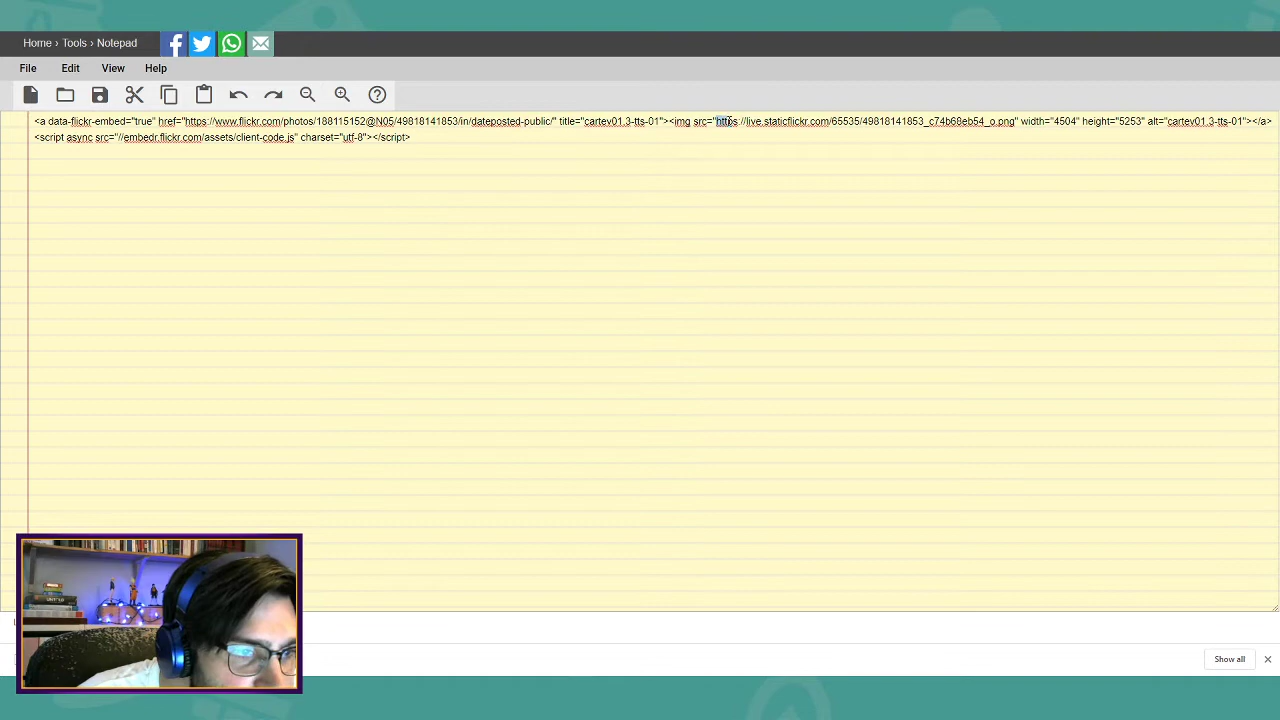 Home › Tools › Notepad
File Edit View Help
<a data-flickr-embed="true" href="https://www.flickr.com/photos/188115152@N05/49818141853/in/dateposted-public/" title="cartev01.3-tts-01"><img src="https://live.staticflickr.com/65535/49818141853_c74b68eb54_o.png" width="4504" height="5253" alt="cartev01.3-tts-01"></a>
<script async src="//embedr.flickr.com/assets/client-code.js" charset="utf-8"></script>
Show all